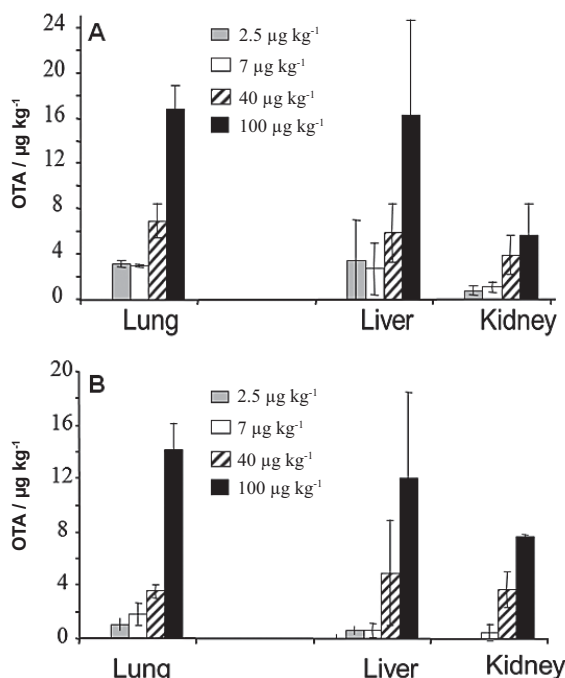 A
24
20
16
12
8
4
0
OTA / µg kg-1
2.5 µg kg-1
7 µg kg-1
40 µg kg-1
100 µg kg-1
Lung Liver Kidney
B
20
16
12
8
4
0
OTA / µg kg-1
2.5 µg kg-1
7 µg kg-1
40 µg kg-1
100 µg kg-1
Lung Liver Kidney